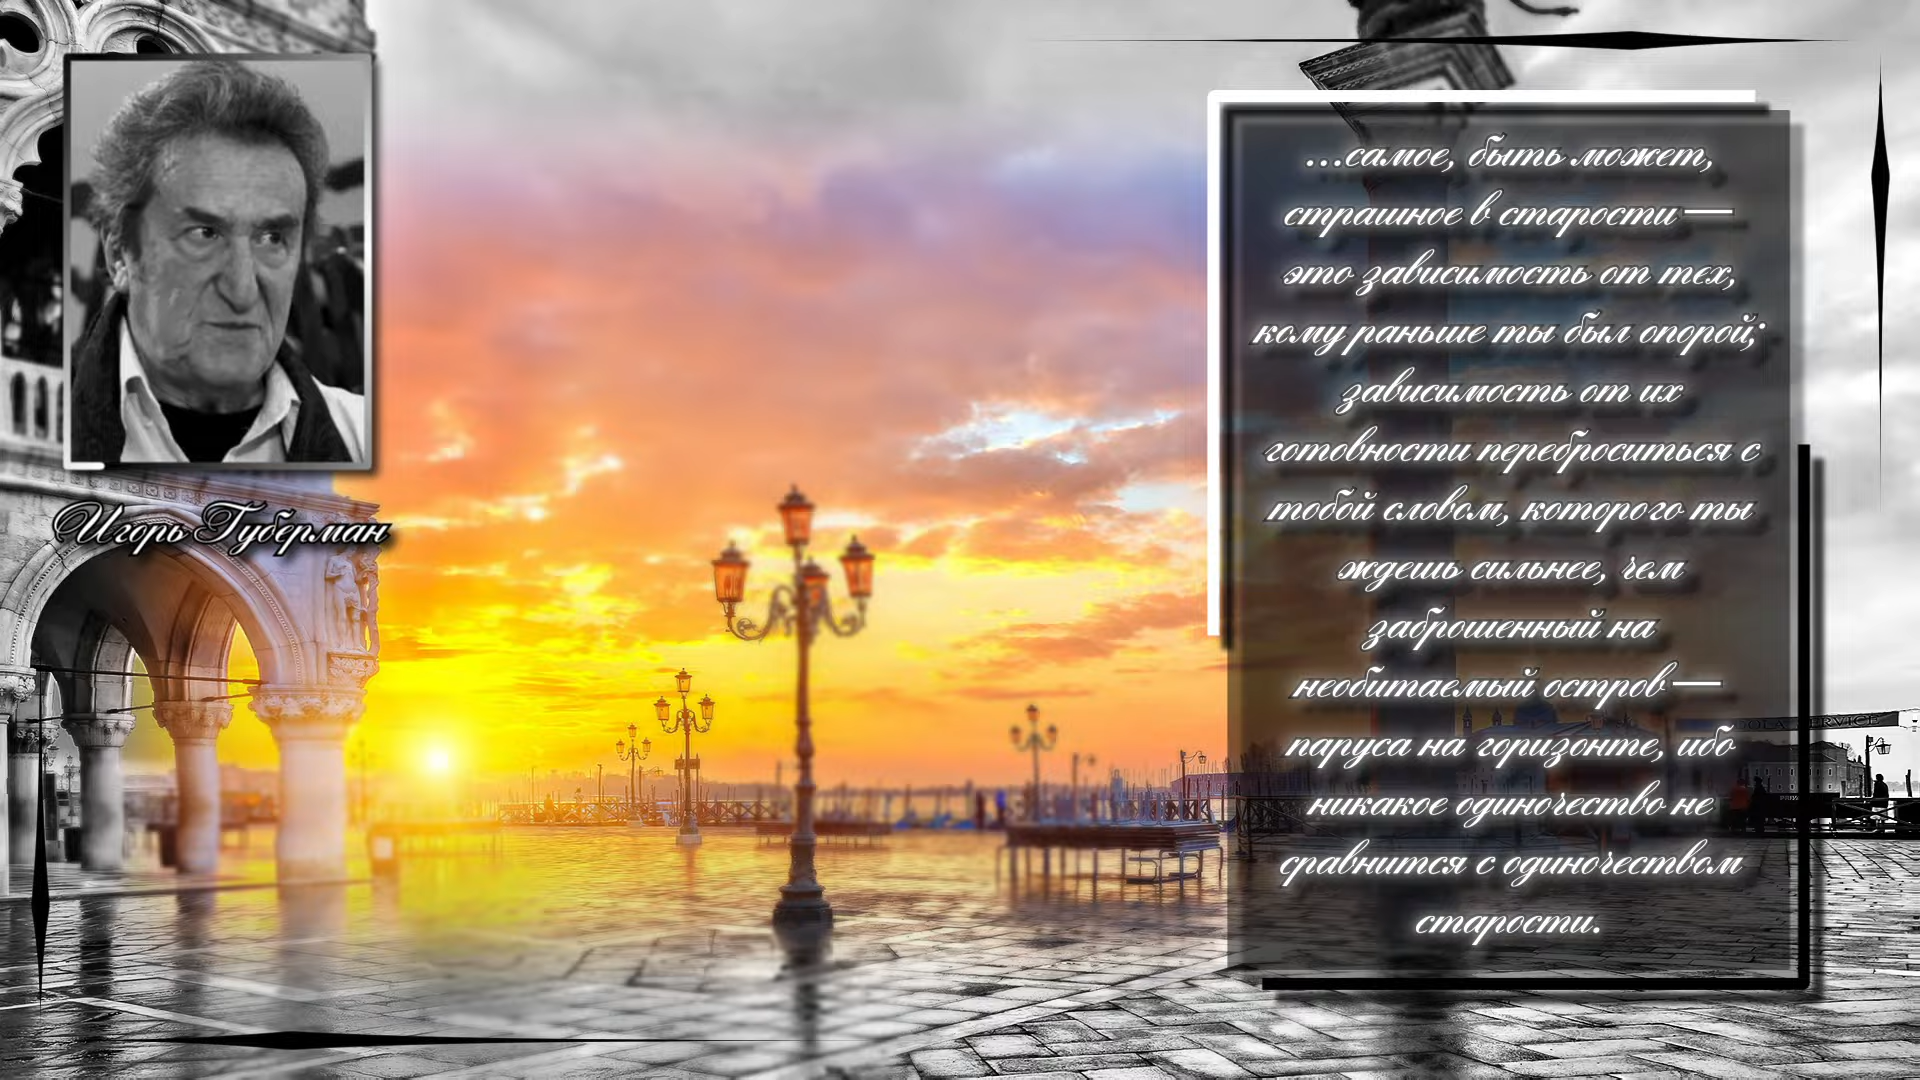 Игорь Губерман
...самое, быть может,
страшное в старости —
это зависимость от тех,
кому раньше ты был опорой;
зависимость от их
готовности переброситься с
тобой словом, которого ты
ждешь сильнее, чем
заброшенный на
необитаемый остров —
паруса на горизонте, ибо
никакое одиночество не
сравнится с одиночеством
старости.